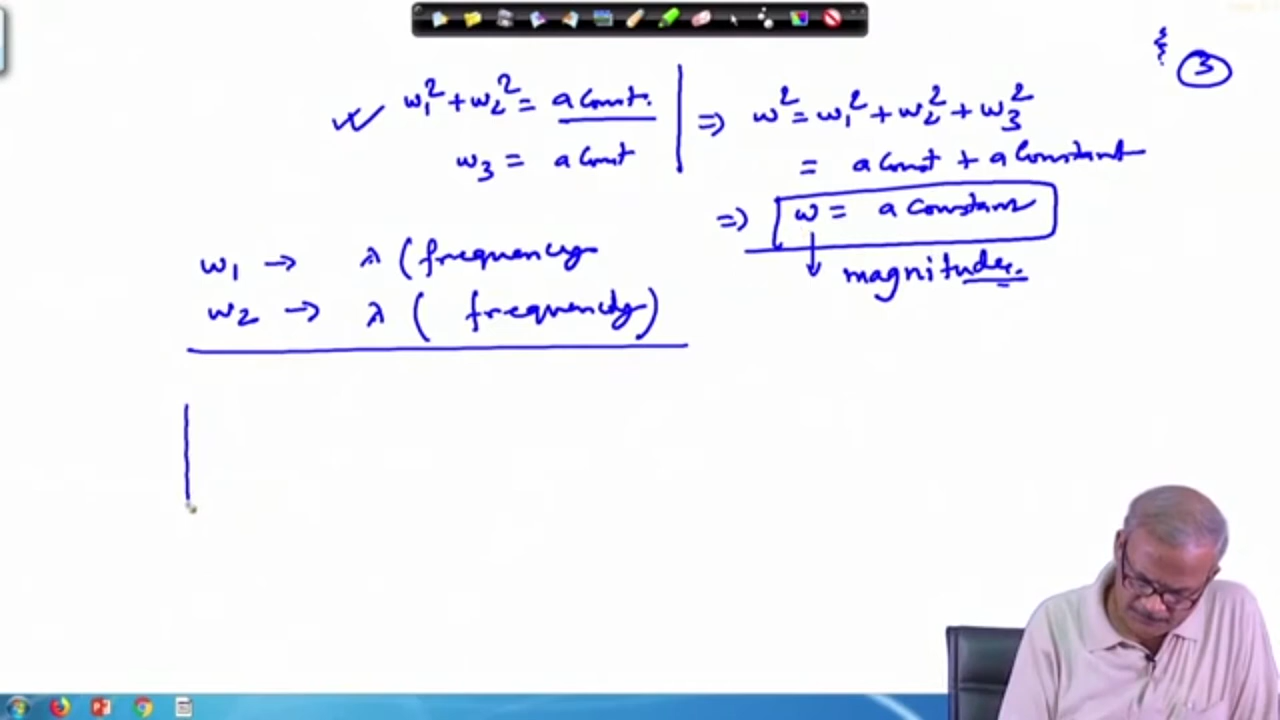 3
ω₁² + ω₂² = a const.
ω₃ = a const
⇒ ω² = ω₁² + ω₂² + ω₃²
= a const + a constant
⇒ ω = a constant
↓ magnitude.
ω₁ → λ (frequency
ω₂ → λ ( frequency)